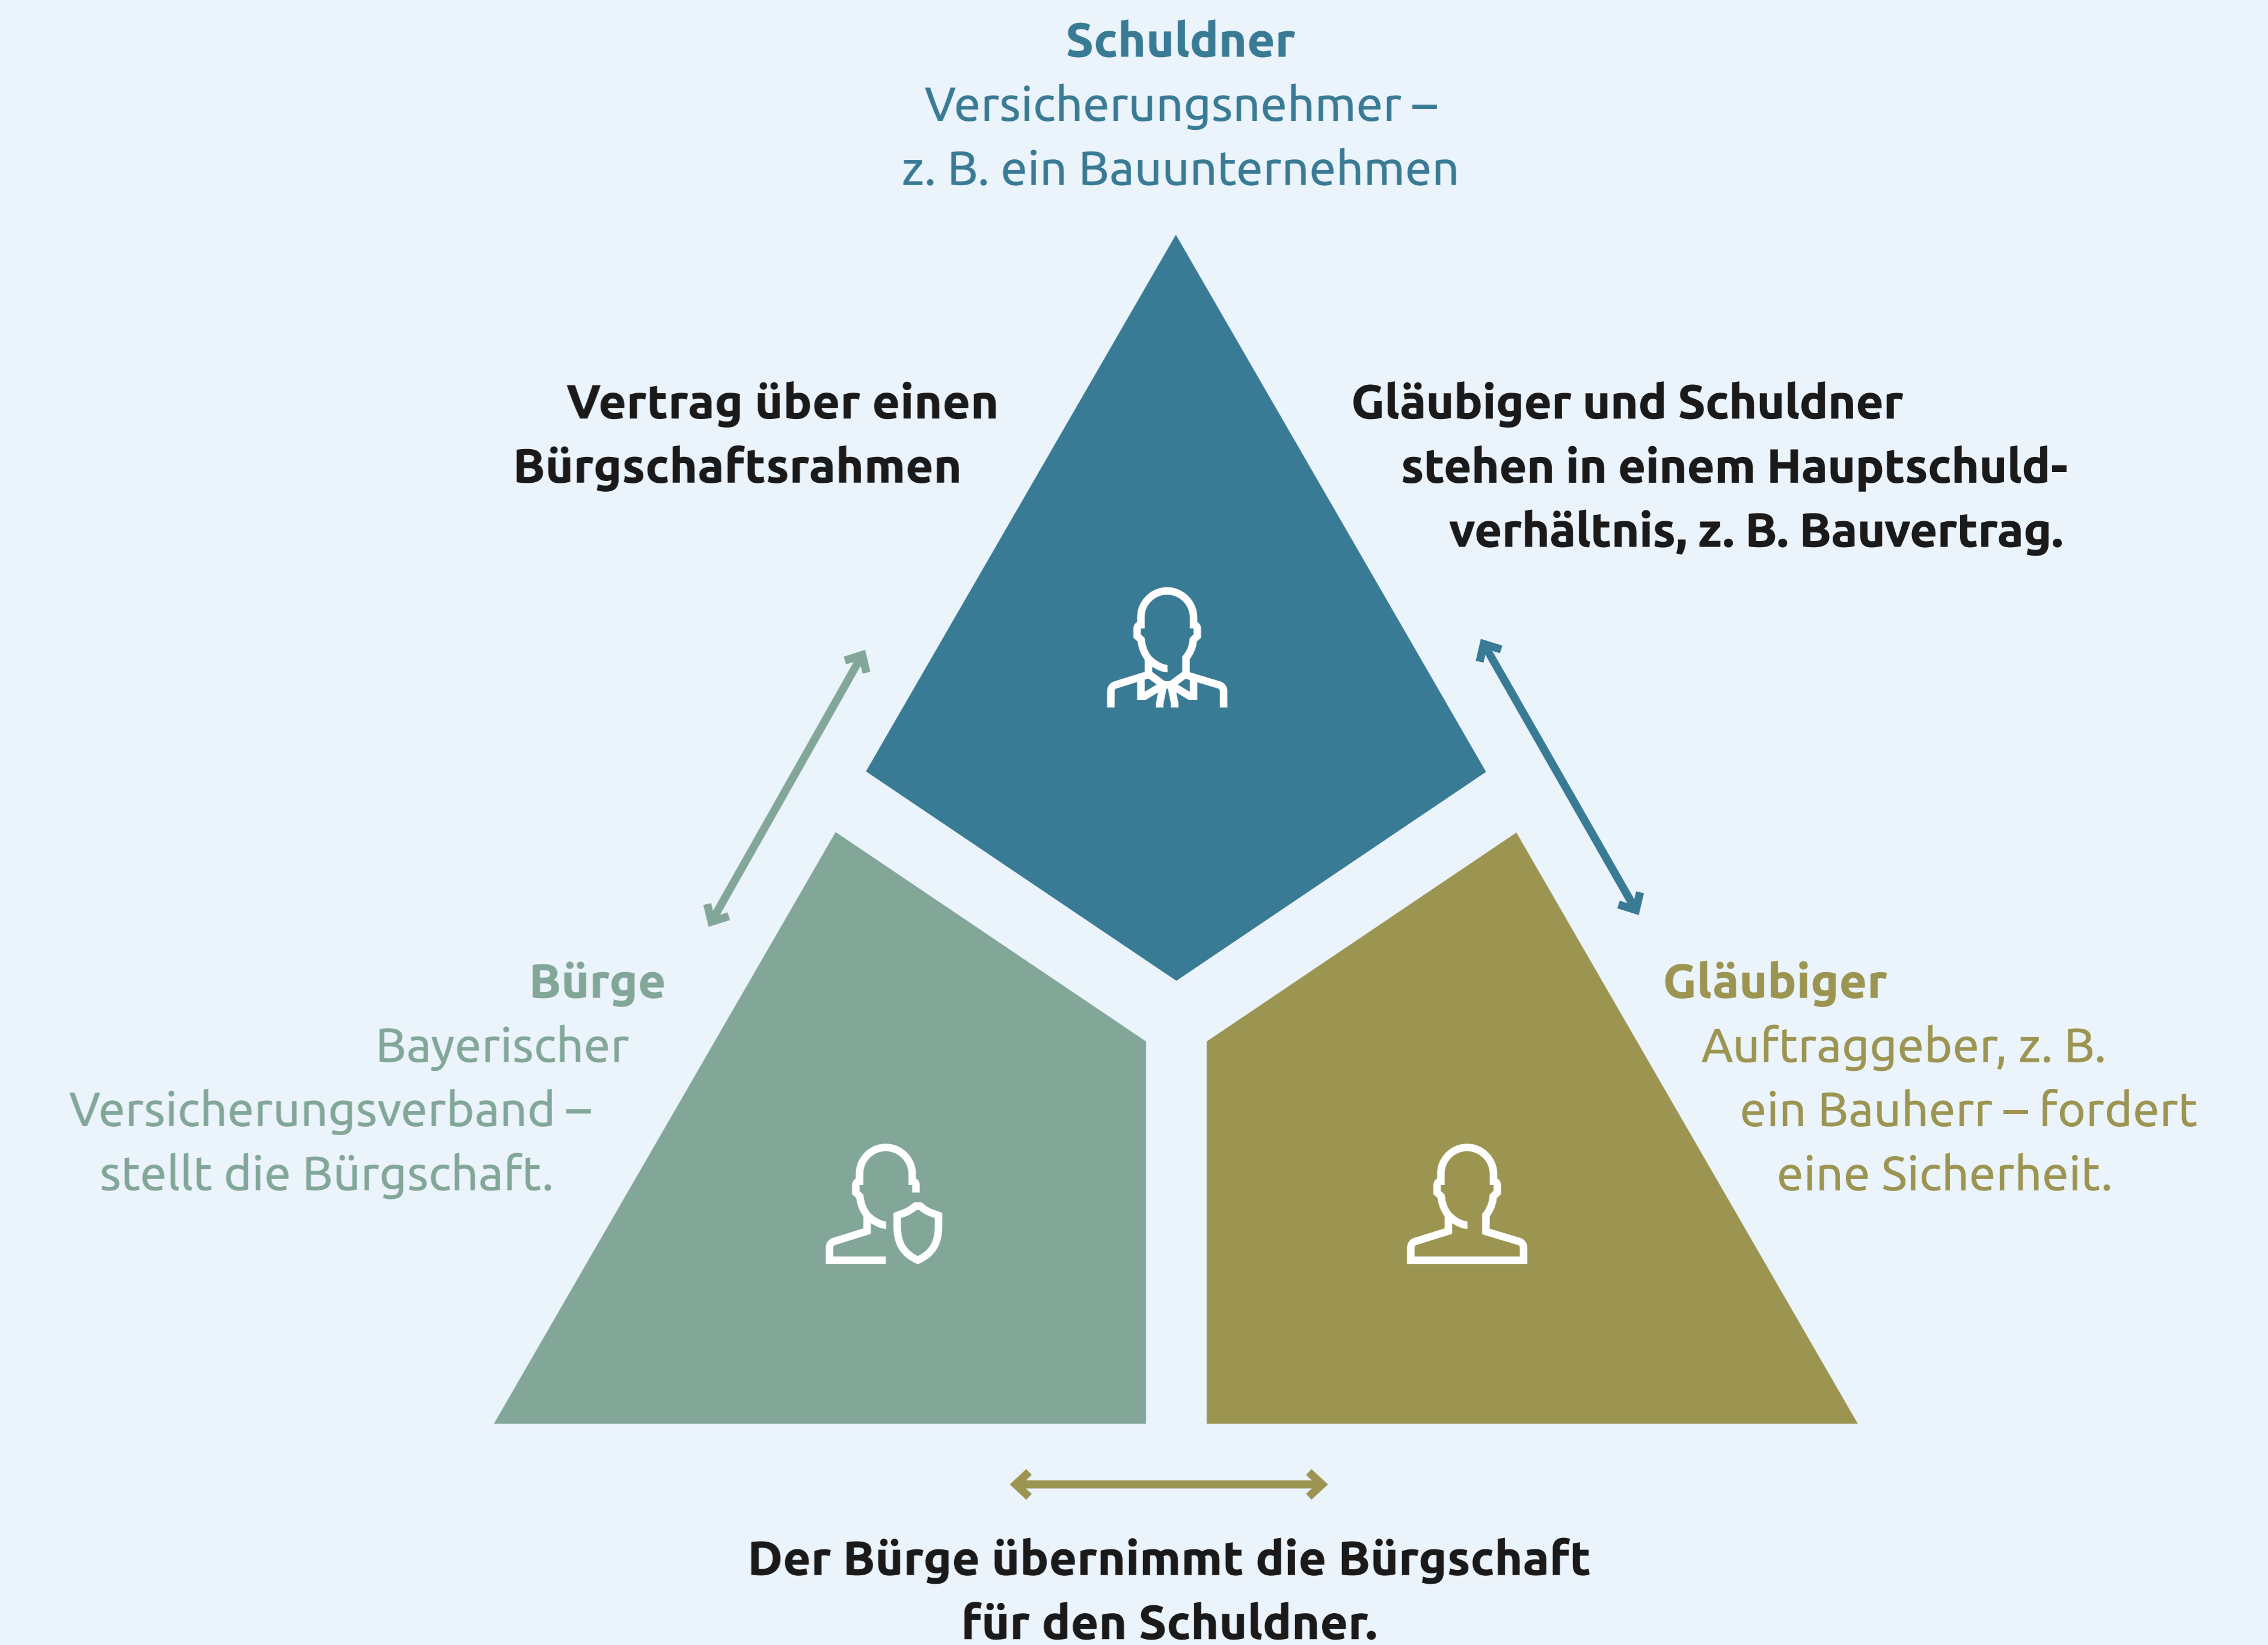 Schuldner
Versicherungsnehmer –
z. B. ein Bauunternehmen
Vertrag über einen
Bürgschaftsrahmen
Gläubiger und Schuldner
stehen in einem Hauptschuld-
verhältnis, z. B. Bauvertrag.
Bürge
Bayerischer
Versicherungsverband –
stellt die Bürgschaft.
Gläubiger
Auftraggeber, z. B.
ein Bauherr – fordert
eine Sicherheit.
Der Bürge übernimmt die Bürgschaft
für den Schuldner.